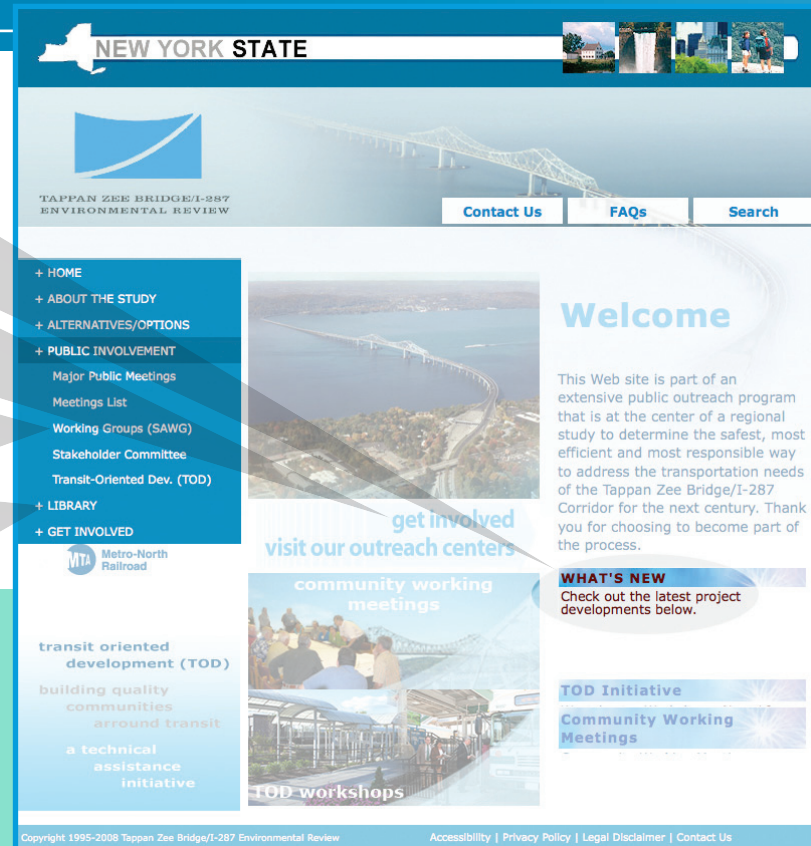 NEW YORK STATE
TAPPAN ZEE BRIDGE/I-287
ENVIRONMENTAL REVIEW
Contact Us
FAQs
Search
+ HOME
+ ABOUT THE STUDY
+ ALTERNATIVES/OPTIONS
+ PUBLIC INVOLVEMENT
Major Public Meetings
Meetings List
Working Groups (SAWG)
Stakeholder Committee
Transit-Oriented Dev. (TOD)
+ LIBRARY
+ GET INVOLVED
MTA Metro-North
Railroad
transit oriented
development (TOD)
building quality
communities
arround transit
a technical
assistance
initiative
get involved
visit our outreach centers
community working
meetings
TOD workshops
Welcome
This Web site is part of an
extensive public outreach program
that is at the center of a regional
study to determine the safest, most
efficient and most responsible way
to address the transportation needs
of the Tappan Zee Bridge/I-287
Corridor for the next century. Thank
you for choosing to become part of
the process.
WHAT'S NEW
Check out the latest project
developments below.
TOD Initiative
Community Working
Meetings
Copyright 1995-2008 Tappan Zee Bridge/I-287 Environmental Review
Accessibility | Privacy Policy | Legal Disclaimer | Contact Us